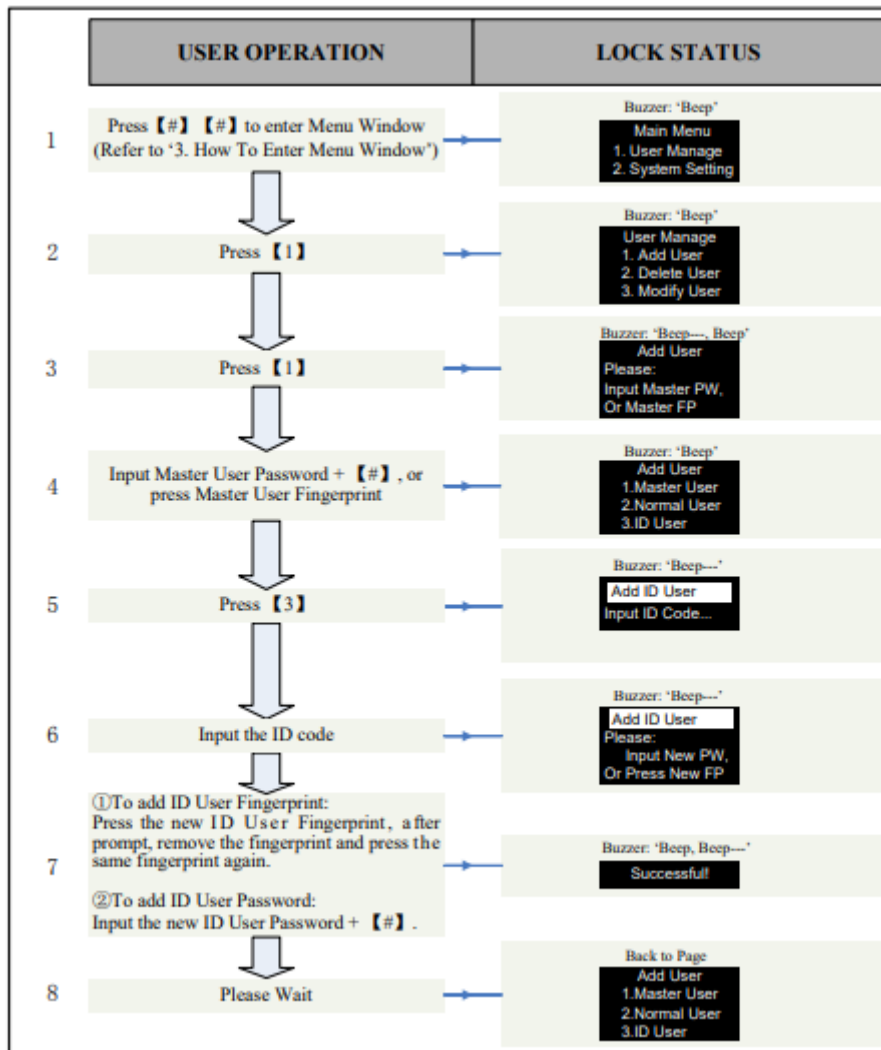 USER OPERATION
LOCK STATUS
1
Press 【#】 【#】 to enter Menu Window
(Refer to ‘3. How To Enter Menu Window’)
Buzzer: ‘Beep’
Main Menu
1. User Manage
2. System Setting
2
Press 【1】
Buzzer: ‘Beep’
User Manage
1. Add User
2. Delete User
3. Modify User
3
Press 【1】
Buzzer: ‘Beep---, Beep’
Add User
Please:
Input Master PW,
Or Master FP
4
Input Master User Password + 【#】, or
press Master User Fingerprint
Buzzer: ‘Beep’
Add User
1.Master User
2.Normal User
3.ID User
5
Press 【3】
Buzzer: ‘Beep---’
Add ID User
Input ID Code...
6
Input the ID code
Buzzer: ‘Beep---’
Add ID User
Please:
Input New PW,
Or Press New FP
7
①To add ID User Fingerprint:
Press the new ID User Fingerprint, after
prompt, remove the fingerprint and press the
same fingerprint again.
②To add ID User Password:
Input the new ID User Password + 【#】.
Buzzer: ‘Beep, Beep---’
Successful!
8
Please Wait
Back to Page
Add User
1.Master User
2.Normal User
3.ID User